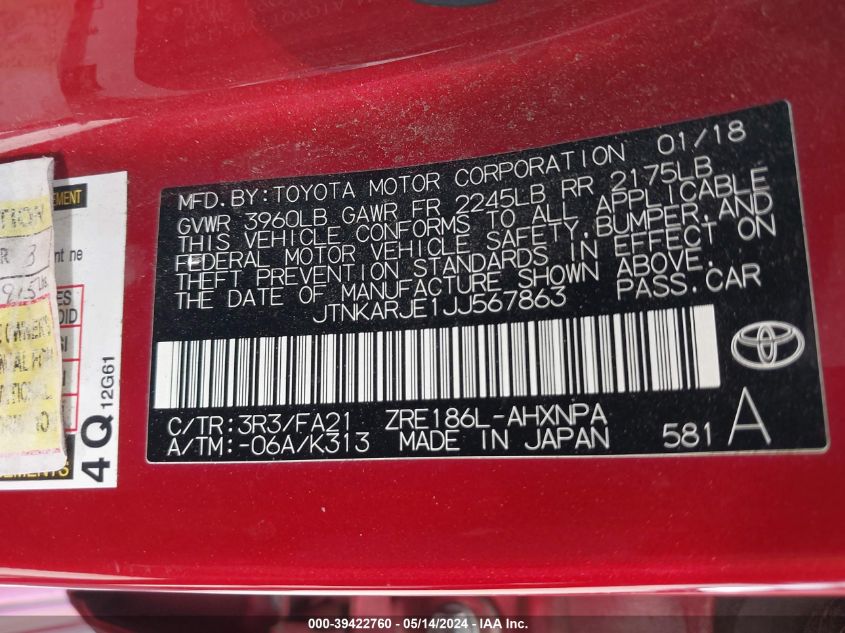 MFD. BY: TOYOTA MOTOR CORPORATION 01/18
GVWR 3960LB GAWR FR 2245LB RR 2175LB
THIS VEHICLE CONFORMS TO ALL APPLICABLE
FEDERAL MOTOR VEHICLE SAFETY, BUMPER, AND
THEFT PREVENTION STANDARDS IN EFFECT ON
THE DATE OF MANUFACTURE SHOWN ABOVE.
JTNKARJE1JJ567863 PASS. CAR
C/TR: 3R3/FA21 ZRE186L-AHXNPA
A/TM: -06A/K313 MADE IN JAPAN 581 A
4Q 12G61
000-39422760 - 05/14/2024 - IAAI, Inc.